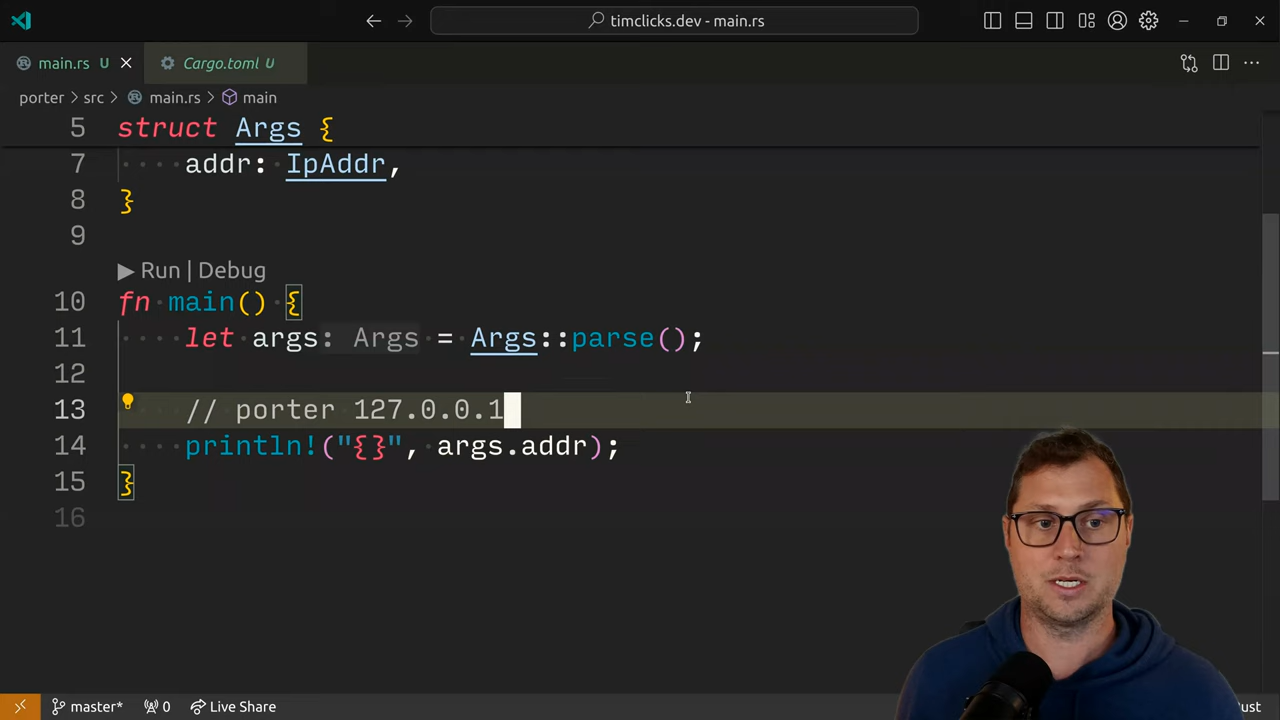 timclicks.dev - main.rs
main.rs U Cargo.toml U
porter > src > main.rs > main
5 struct Args {
7 addr: IpAddr,
8 }
9
Run | Debug
10 fn main() {
11 let args: Args = Args::parse();
12
13 // porter 127.0.0.1
14 println!("{}", args.addr);
15 }
16
master* 0 Live Share